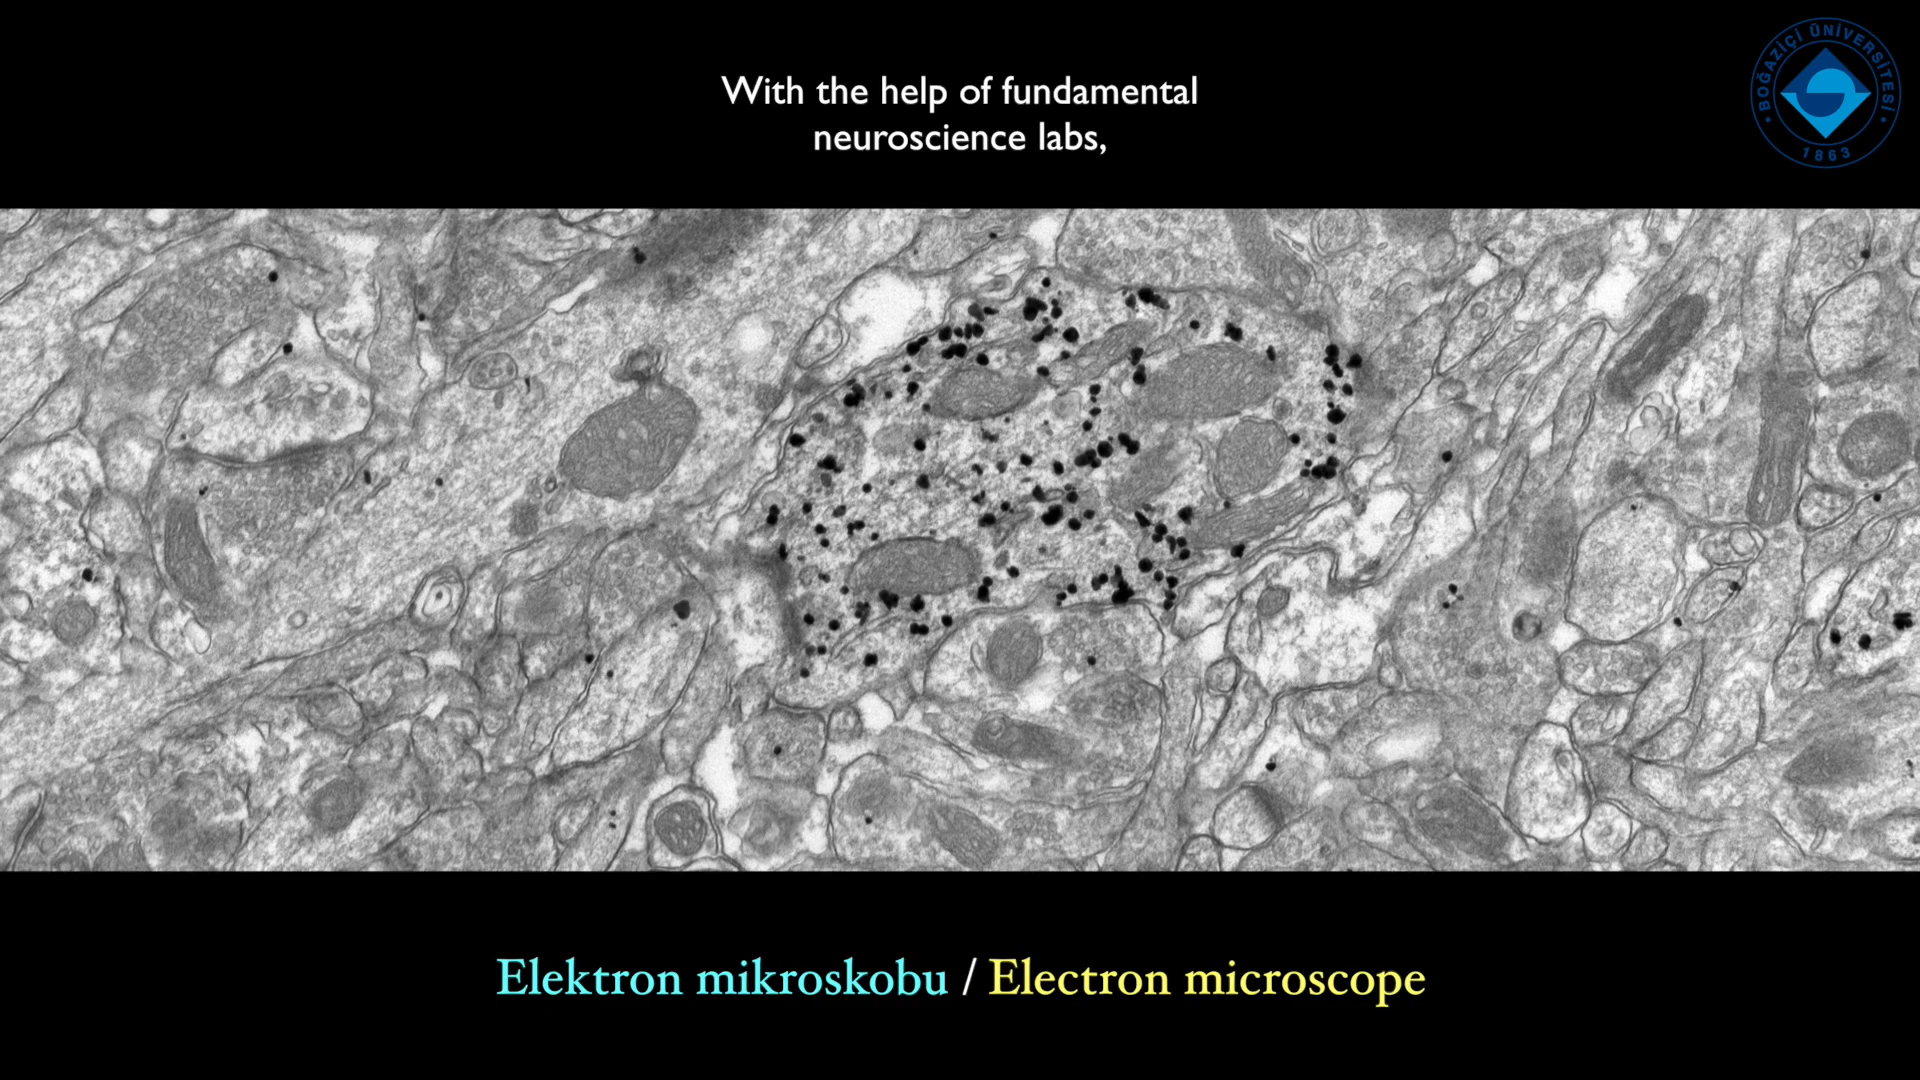 With the help of fundamental
neuroscience labs,
BOĞAZİÇİ ÜNİVERSİTESİ
1863
Elektron mikroskobu / Electron microscope